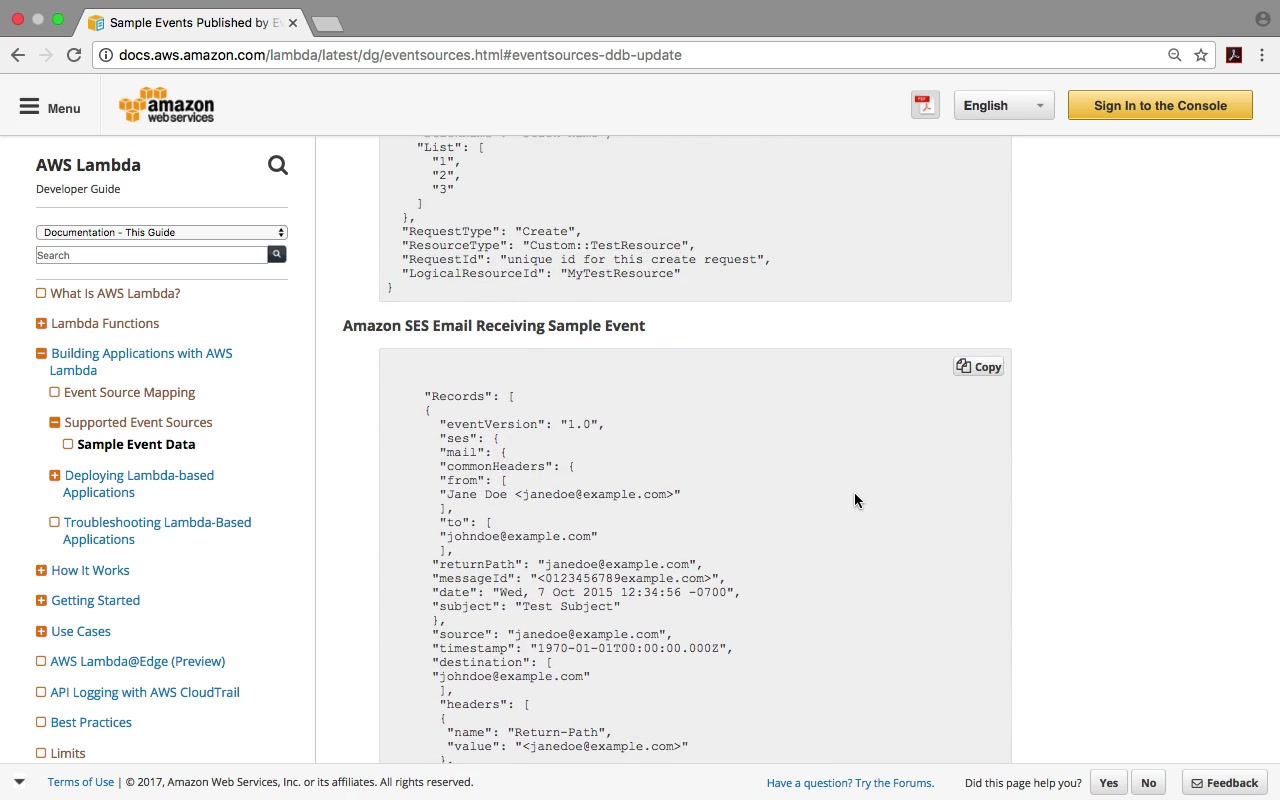 Sample Events Published by E
docs.aws.amazon.com/lambda/latest/dg/eventsources.html#eventsources-ddb-update
Menu
amazon
webservices
English
Sign In to the Console
AWS Lambda
Developer Guide
Documentation - This Guide
Search
What Is AWS Lambda?
Lambda Functions
Building Applications with AWS
Lambda
Event Source Mapping
Supported Event Sources
Sample Event Data
Deploying Lambda-based
Applications
Troubleshooting Lambda-Based
Applications
How It Works
Getting Started
Use Cases
AWS Lambda@Edge (Preview)
API Logging with AWS CloudTrail
Best Practices
Limits
"List": [
"1",
"2",
"3"
]
},
"RequestType": "Create",
"ResourceType": "Custom::TestResource",
"RequestId": "unique id for this create request",
"LogicalResourceId": "MyTestResource"
}
Amazon SES Email Receiving Sample Event
Copy
"Records": [
{
"eventVersion": "1.0",
"ses": {
"mail": {
"commonHeaders": {
"from": [
"Jane Doe <janedoe@example.com>"
],
"to": [
"johndoe@example.com"
],
"returnPath": "janedoe@example.com",
"messageId": "<0123456789example.com>",
"date": "Wed, 7 Oct 2015 12:34:56 -0700",
"subject": "Test Subject"
},
"source": "janedoe@example.com",
"timestamp": "1970-01-01T00:00:00.000Z",
"destination": [
"johndoe@example.com"
],
"headers": [
{
"name": "Return-Path",
"value": "<janedoe@example.com>"
},
Terms of Use | © 2017, Amazon Web Services, Inc. or its affiliates. All rights reserved.
Have a question? Try the Forums.
Did this page help you?
Yes
No
Feedback